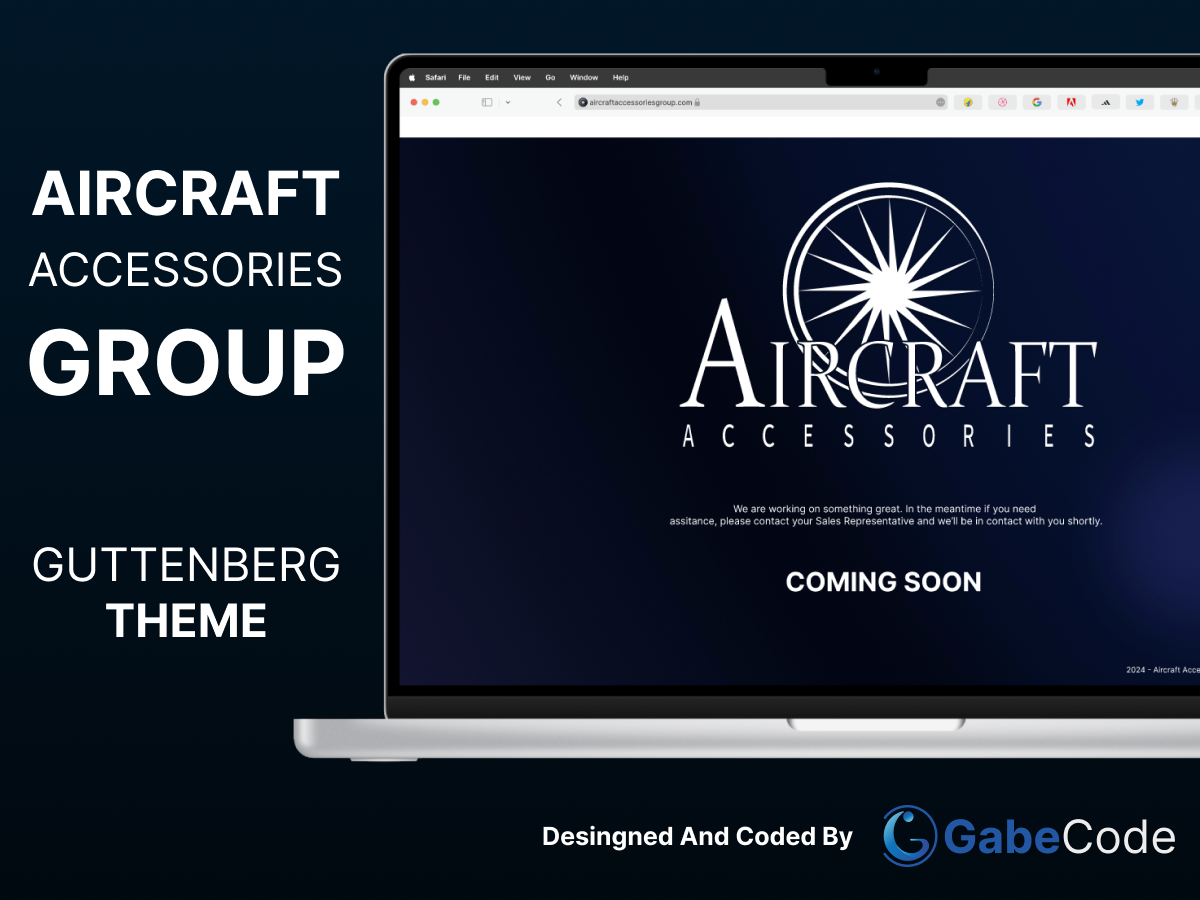 AIRCRAFT
ACCESSORIES
GROUP
GUTTENBERG
THEME
Safari File Edit View Go Window Help
aircraftaccessoriesgroup.com
AIRCRAFT
ACCESSORIES
We are working on something great. In the meantime if you need
assitance, please contact your Sales Representative and we'll be in contact with you shortly.
COMING SOON
2024 - Aircraft Acce
Desingned And Coded By
GabeCode